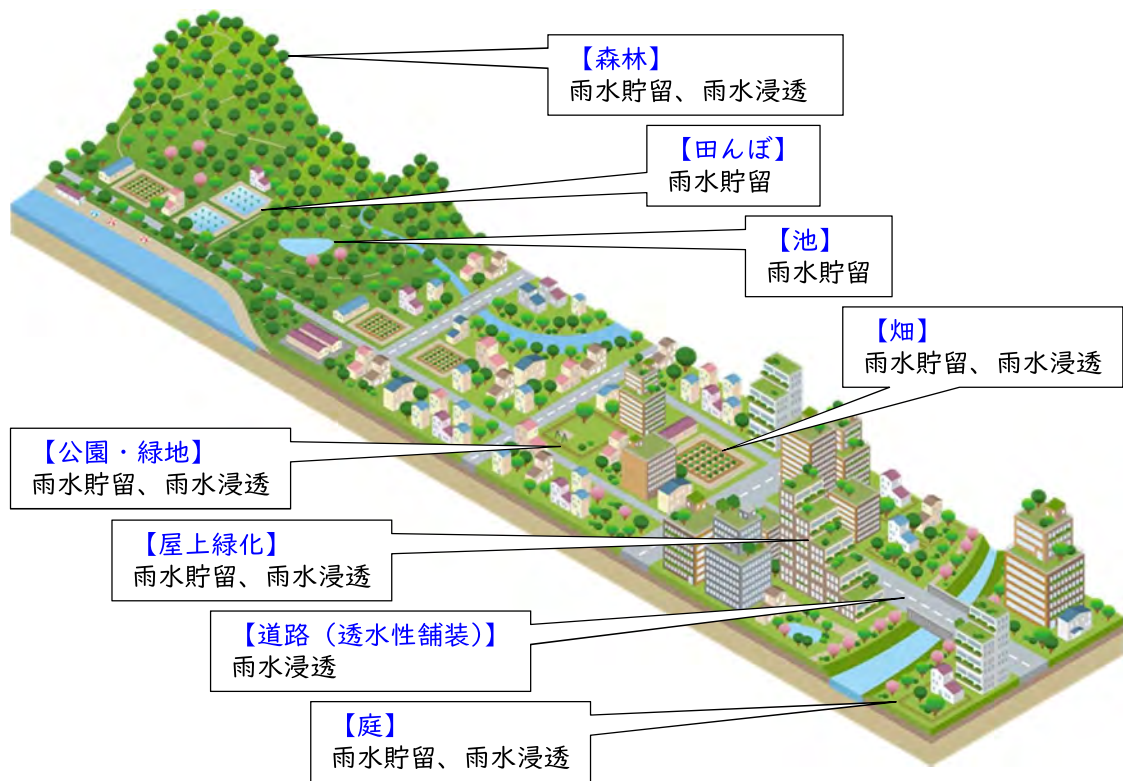 【森林】
雨水貯留、雨水浸透
【田んぼ】
雨水貯留
【池】
雨水貯留
【畑】
雨水貯留、雨水浸透
【公園・緑地】
雨水貯留、雨水浸透
【屋上緑化】
雨水貯留、雨水浸透
【道路（透水性舗装）】
雨水浸透
【庭】
雨水貯留、雨水浸透